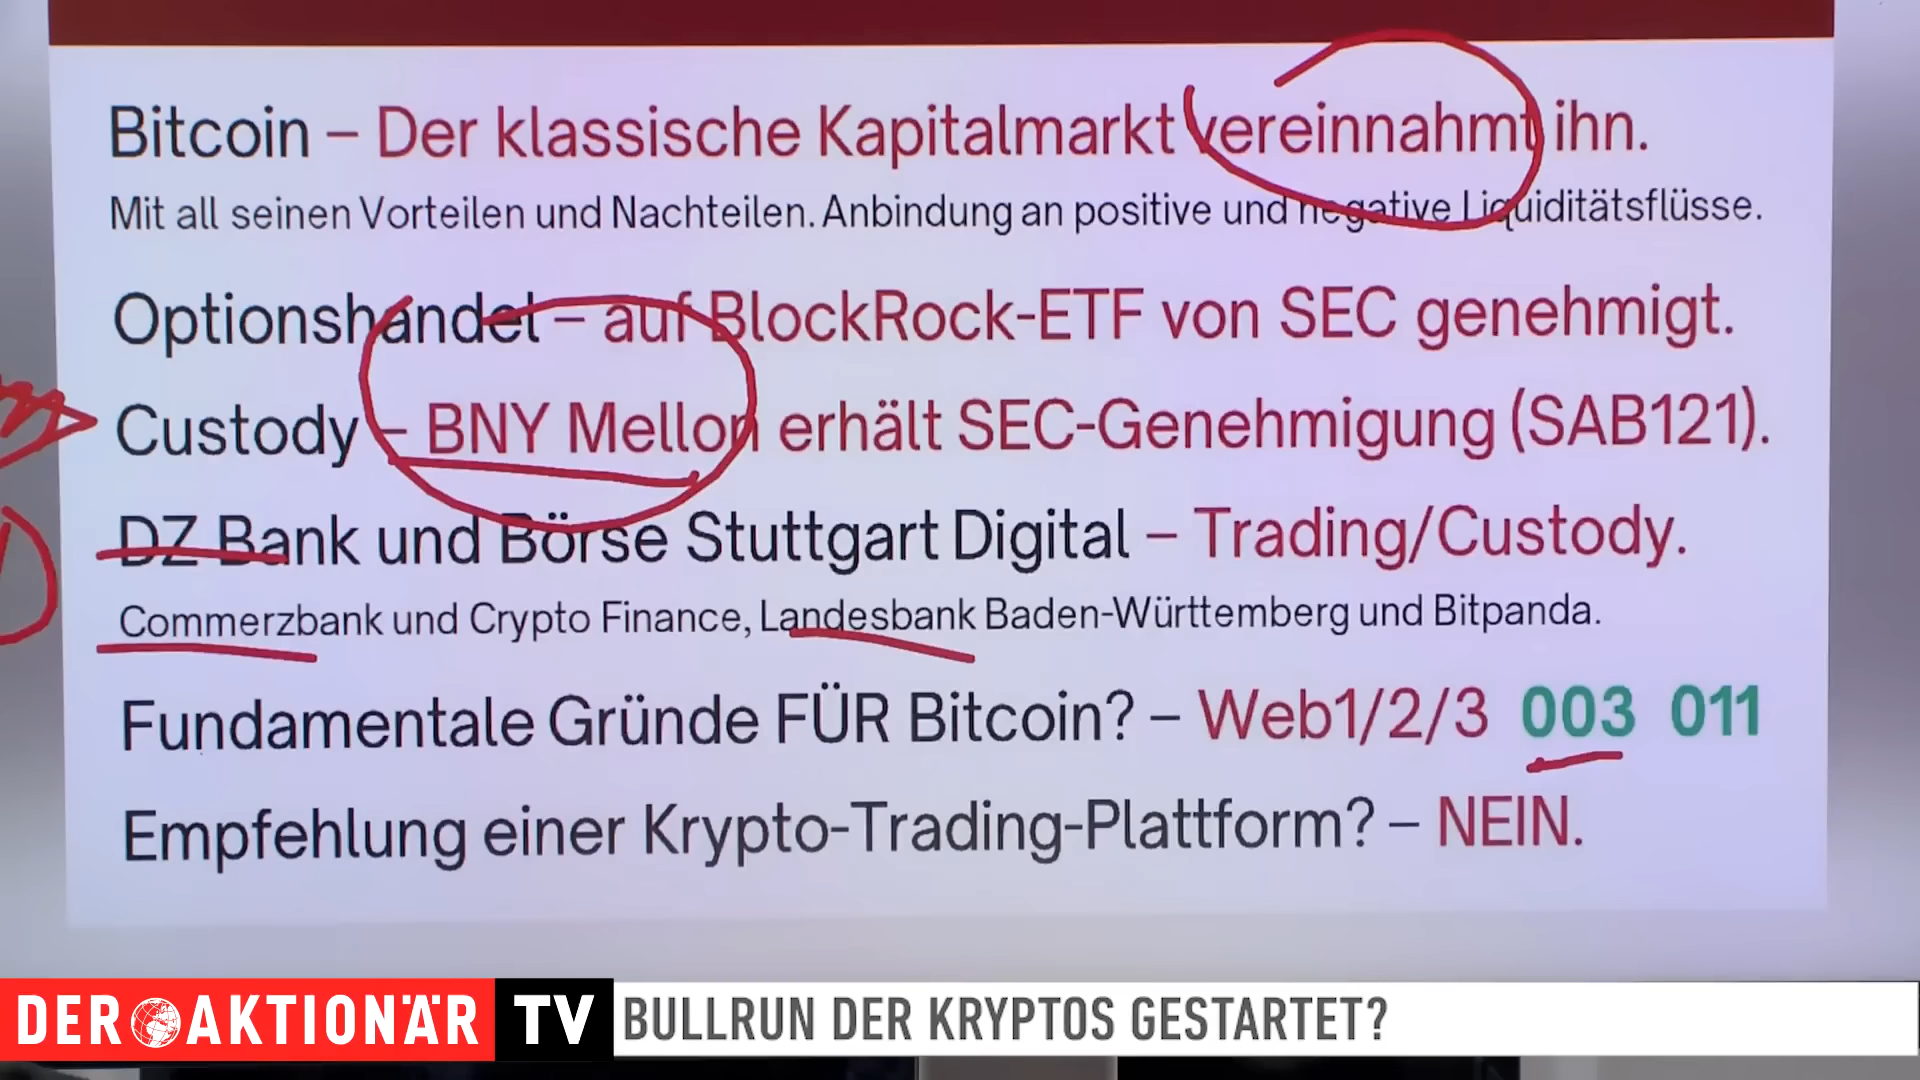 Bitcoin – Der klassische Kapitalmarkt vereinnahmt ihn.
Mit all seinen Vorteilen und Nachteilen. Anbindung an positive und negative Liquiditätsflüsse.
Optionshandel – auf BlockRock-ETF von SEC genehmigt.
Custody – BNY Mellon erhält SEC-Genehmigung (SAB121).
DZ Bank und Börse Stuttgart Digital – Trading/Custody.
Commerzbank und Crypto Finance, Landesbank Baden-Württemberg und Bitpanda.
Fundamentale Gründe FÜR Bitcoin? – Web1/2/3 003 011
Empfehlung einer Krypto-Trading-Plattform? – NEIN.
DER AKTIONÄR TV BULLRUN DER KRYPTOS GESTARTET?